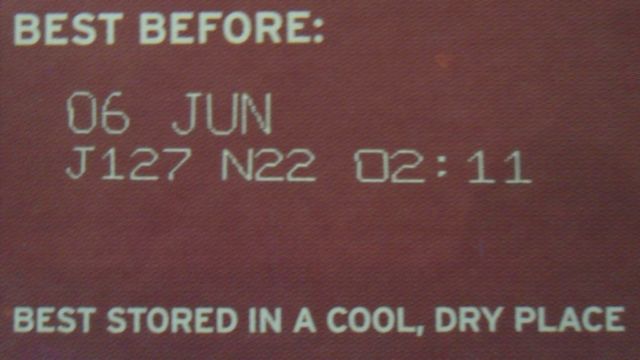 BEST BEFORE:
06 JUN
J127 N22 02:11
BEST STORED IN A COOL, DRY PLACE